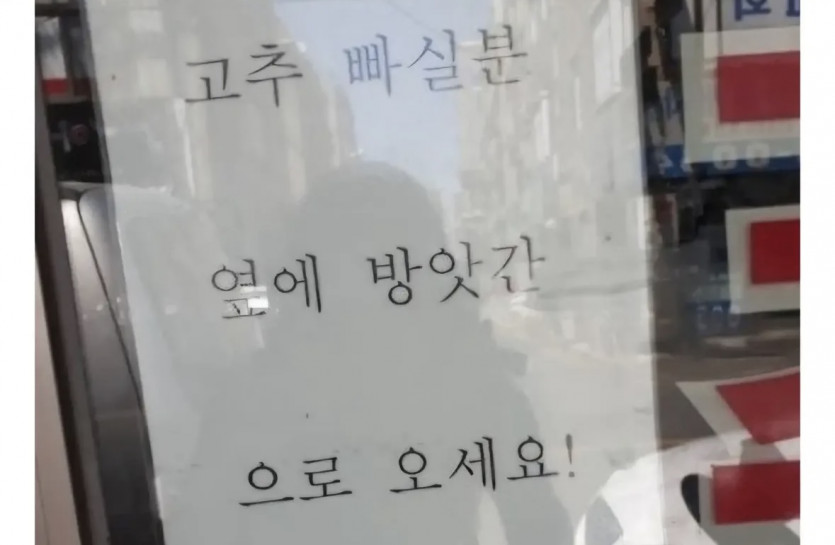 고추 빠실분
옆에 방앗간
으로 오세요!